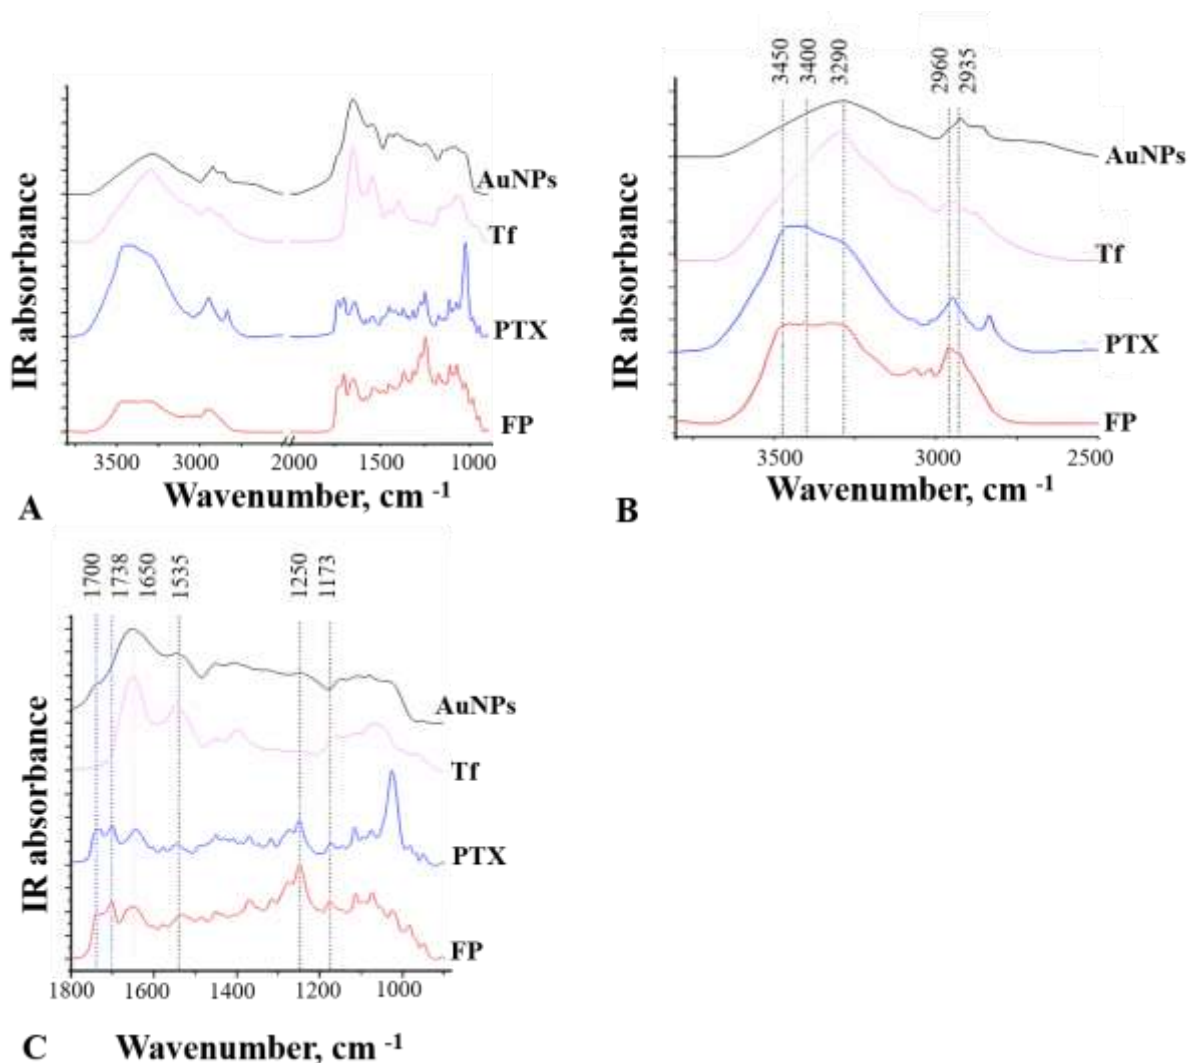 IR absorbance
AuNPs
Tf
PTX
FP
3500 3000 2000 1500 1000
Wavenumber, cm -1
A
3450 3400 3290 2960 2935
IR absorbance
AuNPs
Tf
PTX
FP
3500 3000 2500
Wavenumber, cm -1
B
1700 1738 1650 1535 1250 1173
IR absorbance
AuNPs
Tf
PTX
FP
1800 1600 1400 1200 1000
C Wavenumber, cm -1